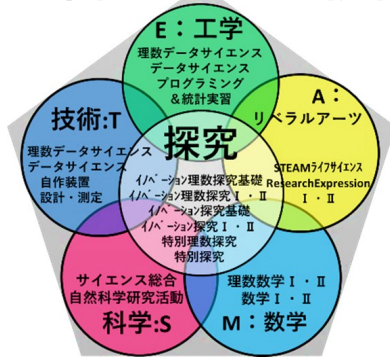 E：工学
理数データサイエンス
データサイエンス
プログラミング
＆統計実習
A：
リベラルアーツ
STEAMﾗｲﾌｻｲｴﾝｽ
ResearchExpression
Ⅰ・Ⅱ
技術:T
理数データサイエンス
データサイエンス
自作装置
設計・測定
探究
ｲﾉﾍﾞｰｼｮﾝ理数探究基礎
ｲﾉﾍﾞｰｼｮﾝ理数探究Ⅰ・Ⅱ
ｲﾉﾍﾞｰｼｮﾝ探究基礎
ｲﾉﾍﾞｰｼｮﾝ探究Ⅰ・Ⅱ
特別理数探究
特別探究
サイエンス総合
自然科学研究活動
科学:S
理数数学Ⅰ・Ⅱ
数学Ⅰ・Ⅱ
M：数学